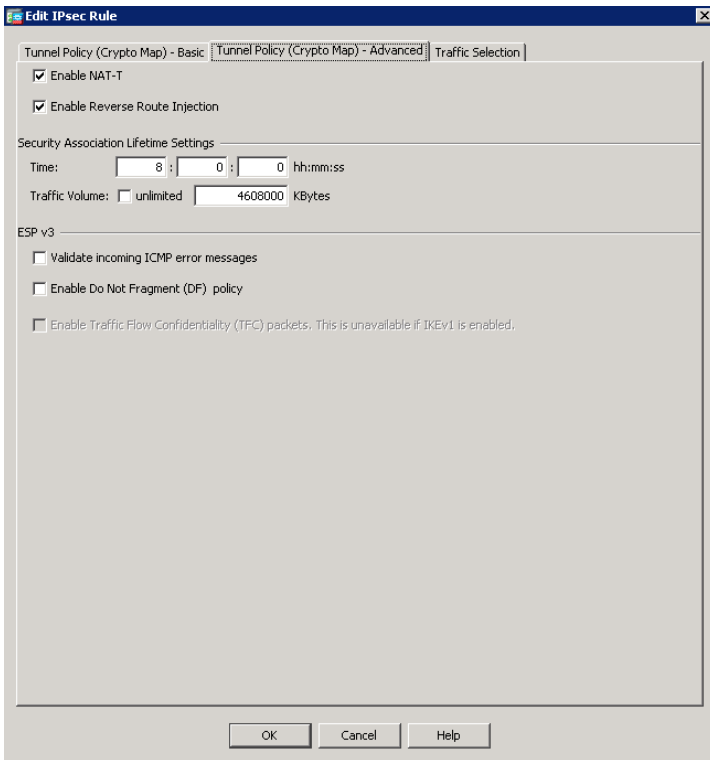 Edit IPsec Rule
Tunnel Policy (Crypto Map) - Basic Tunnel Policy (Crypto Map) - Advanced Traffic Selection
Enable NAT-T
Enable Reverse Route Injection
Security Association Lifetime Settings
Time: 8 : 0 : 0 hh:mm:ss
Traffic Volume: unlimited 4608000 KBytes
ESP v3
Validate incoming ICMP error messages
Enable Do Not Fragment (DF) policy
Enable Traffic Flow Confidentiality (TFC) packets. This is unavailable if IKEv1 is enabled.
OK Cancel Help